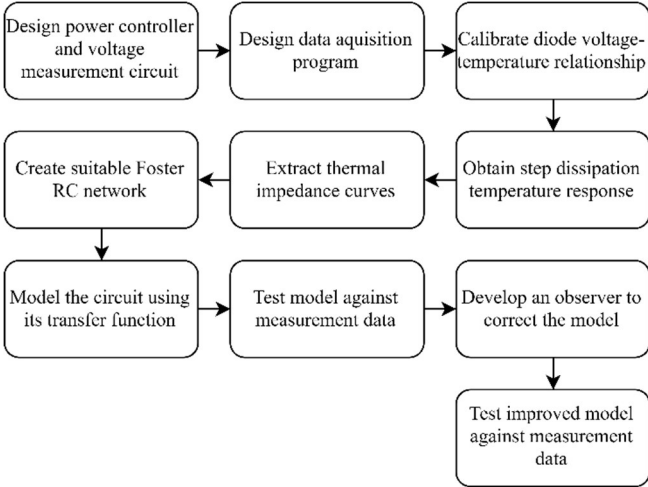 Design power controller
and voltage
measurement circuit
Design data aquisition
program
Calibrate diode voltage-
temperature relationship
Obtain step dissipation
temperature response
Extract thermal
impedance curves
Create suitable Foster
RC network
Model the circuit using
its transfer function
Test model against
measurement data
Develop an observer to
correct the model
Test improved model
against measurement
data